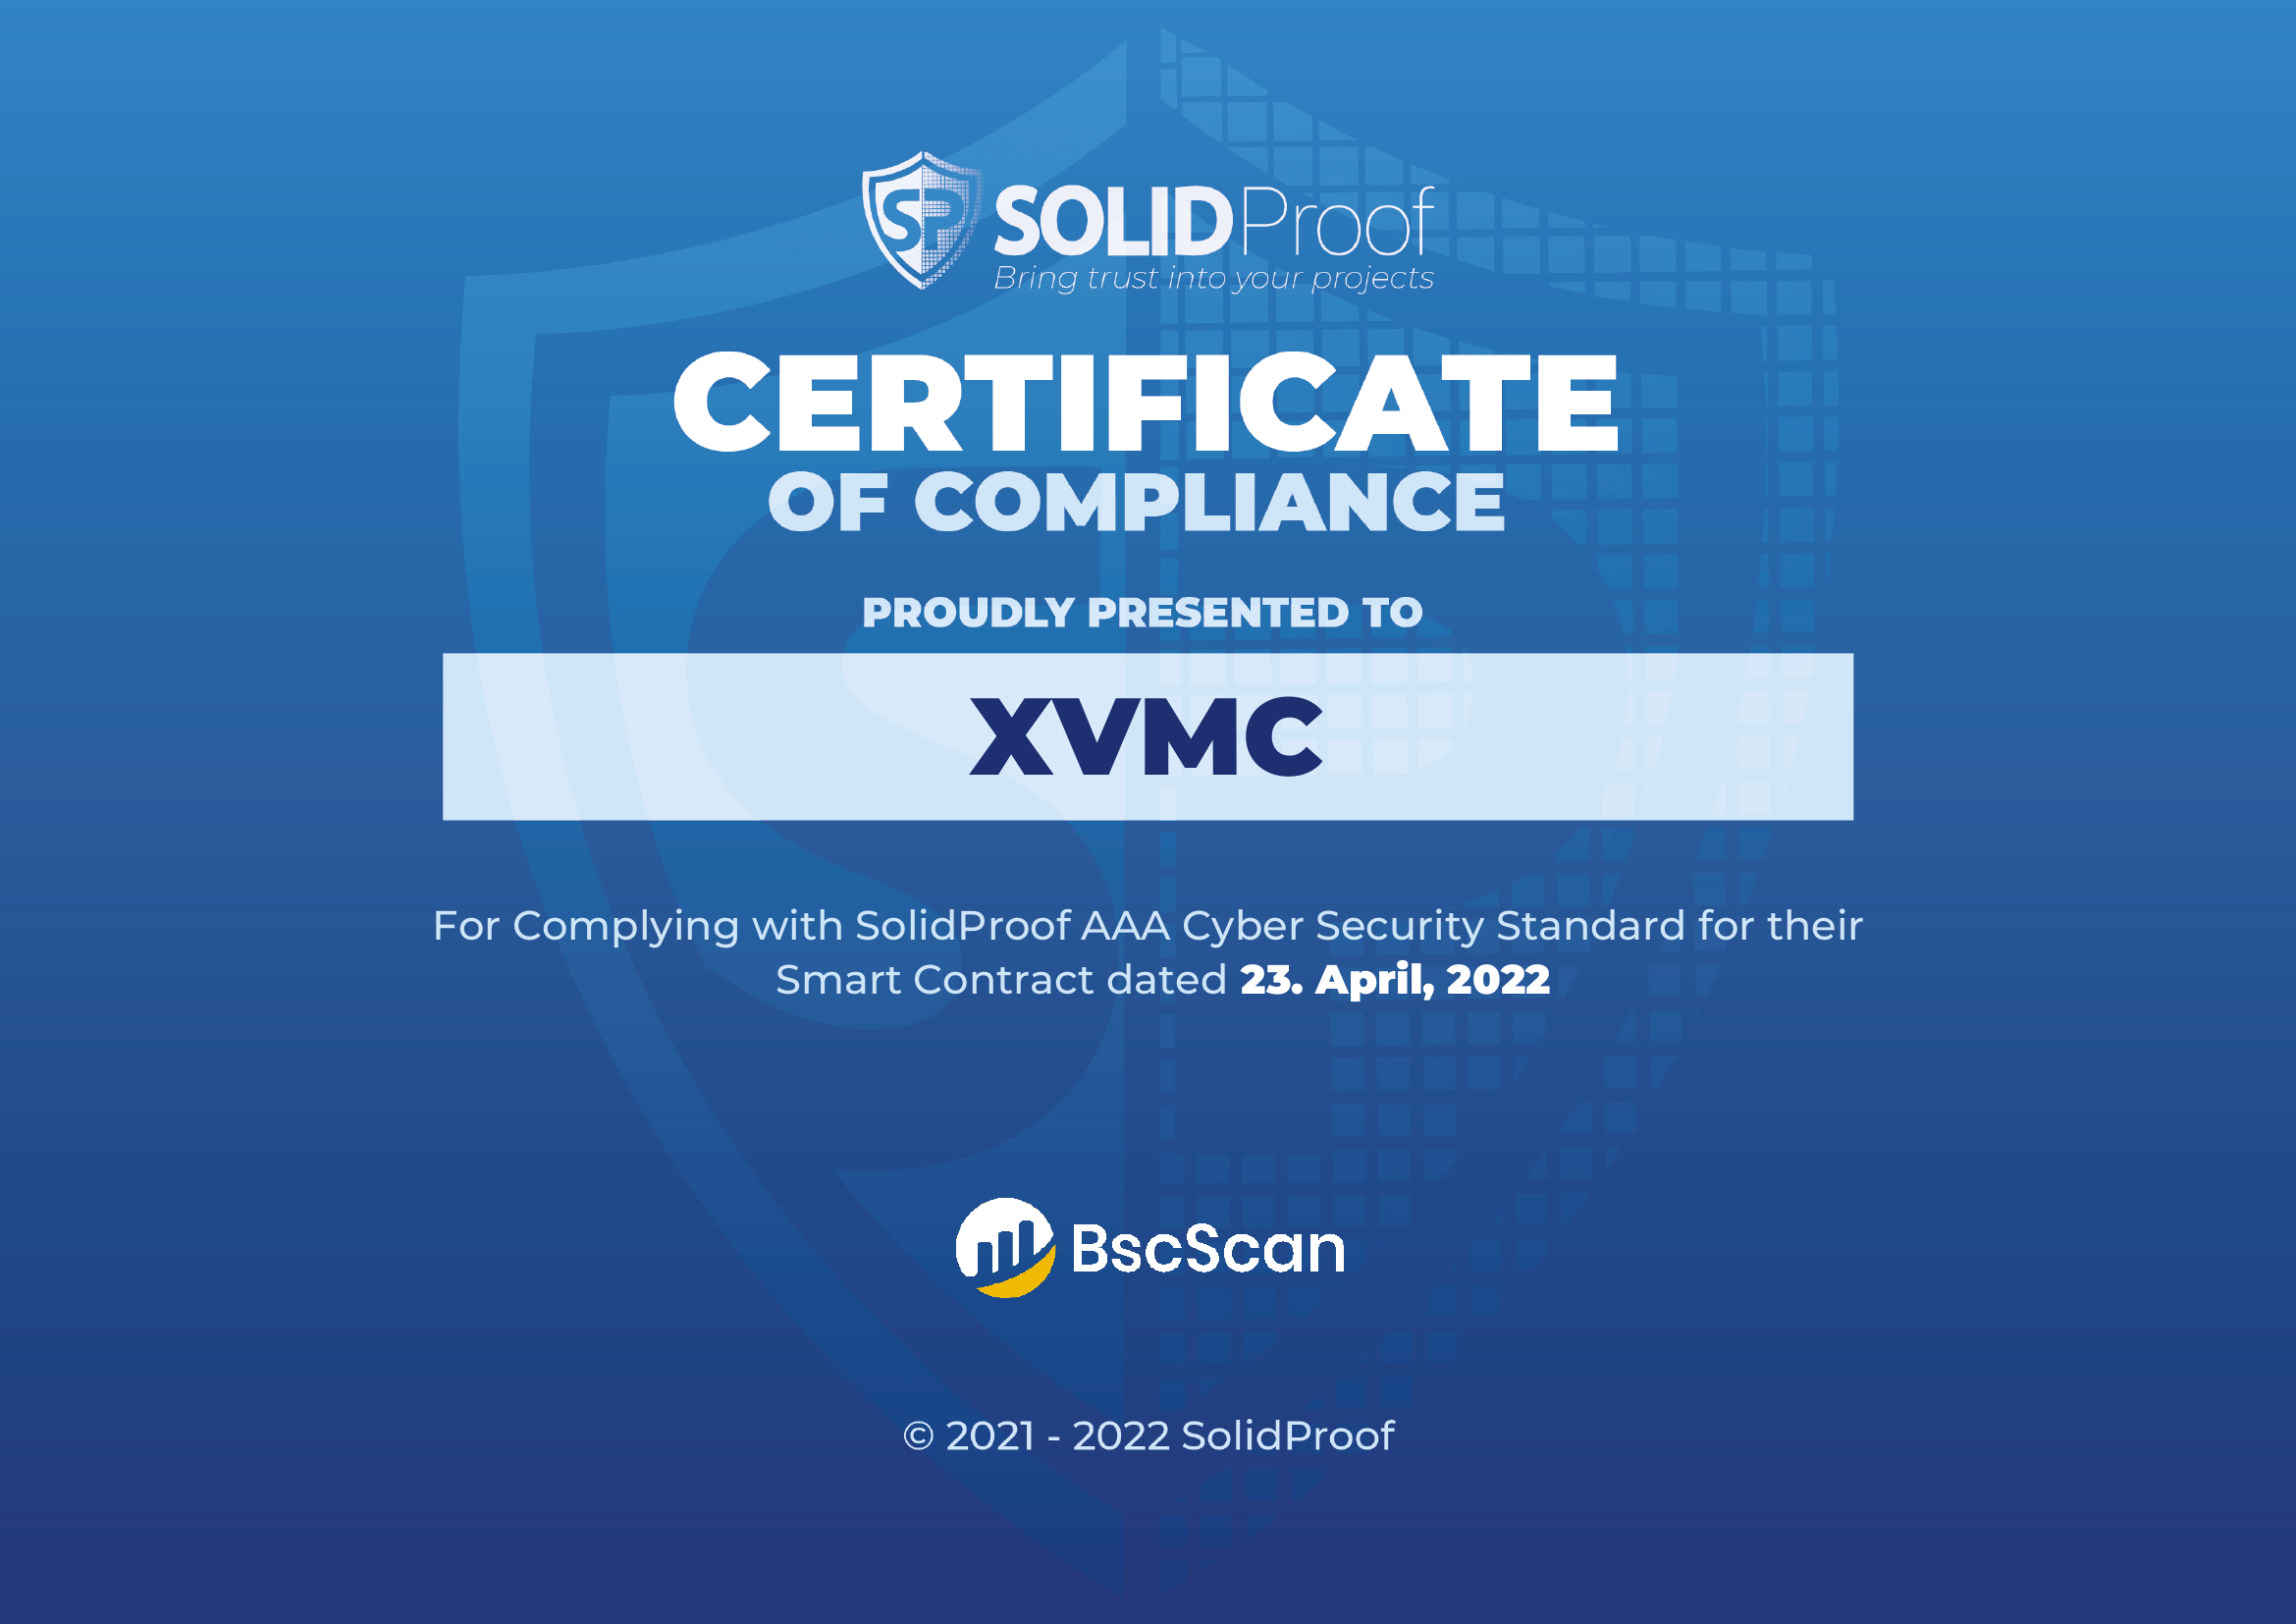 SP SOLIDProof
Bring trust into your projects
CERTIFICATE
OF COMPLIANCE
PROUDLY PRESENTED TO
XVMC
For Complying with SolidProof AAA Cyber Security Standard for their
Smart Contract dated 23. April, 2022
BscScan
© 2021 - 2022 SolidProof